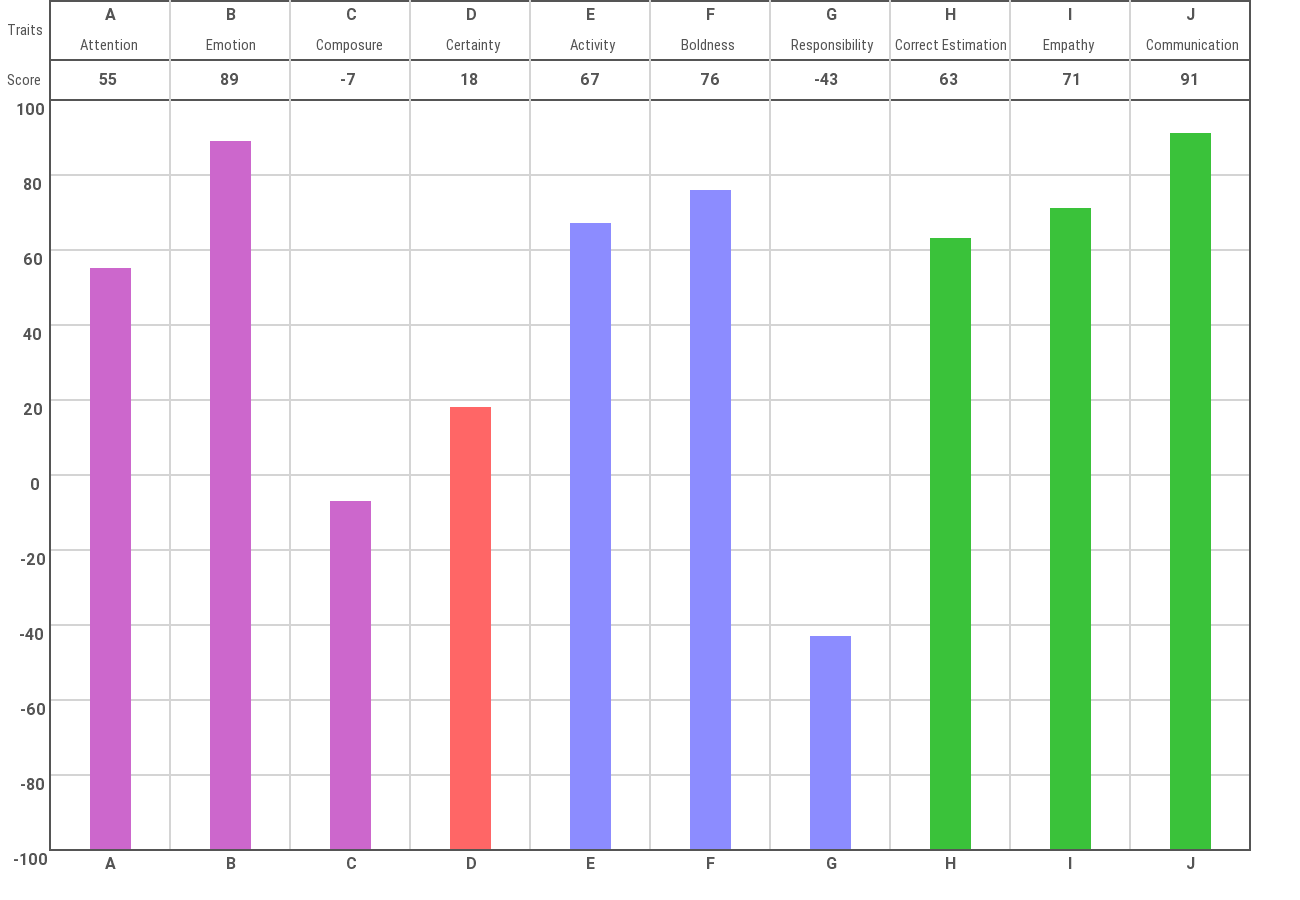 Traits A B C D E F G H I J
Attention Emotion Composure Certainty Activity Boldness Responsibility Correct Estimation Empathy Communication
Score 55 89 -7 18 67 76 -43 63 71 91
100
80
60
40
20
0
-20
-40
-60
-80
-100
A B C D E F G H I J